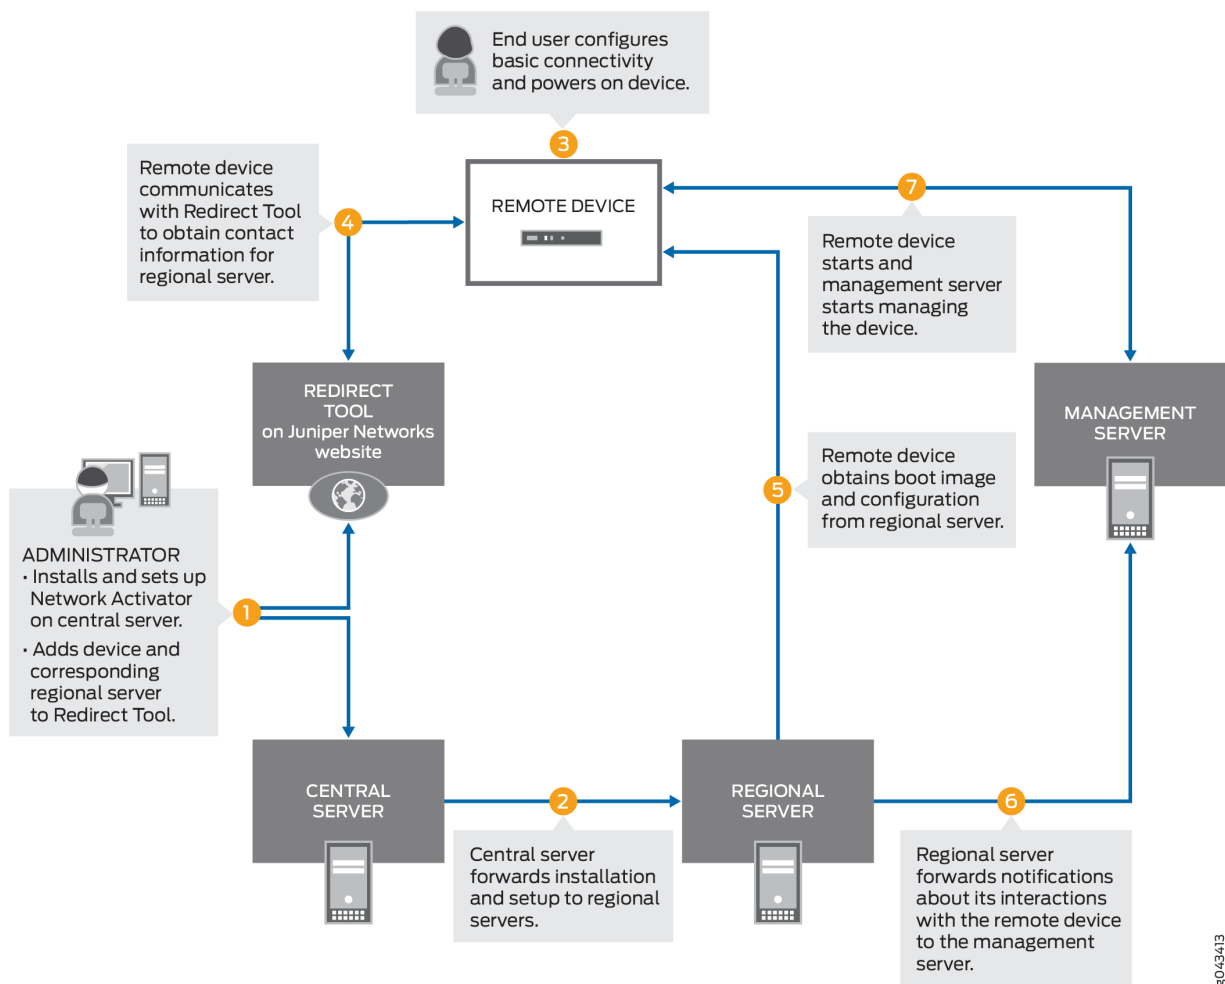 End user configures
basic connectivity
and powers on device.
3
Remote device
communicates
with Redirect Tool
to obtain contact
information for
regional server.
4
REMOTE DEVICE
7
Remote device
starts and
management server
starts managing
the device.
REDIRECT
TOOL
on Juniper Networks
website
MANAGEMENT
SERVER
Remote device
obtains boot image
and configuration
from regional server.
5
ADMINISTRATOR
· Installs and sets up
Network Activator
on central server.
· Adds device and
corresponding
regional server
to Redirect Tool.
1
CENTRAL
SERVER
2
Central server
forwards installation
and setup to regional
servers.
REGIONAL
SERVER
6
Regional server
forwards notifications
about its interactions
with the remote device
to the management
server.
g043413